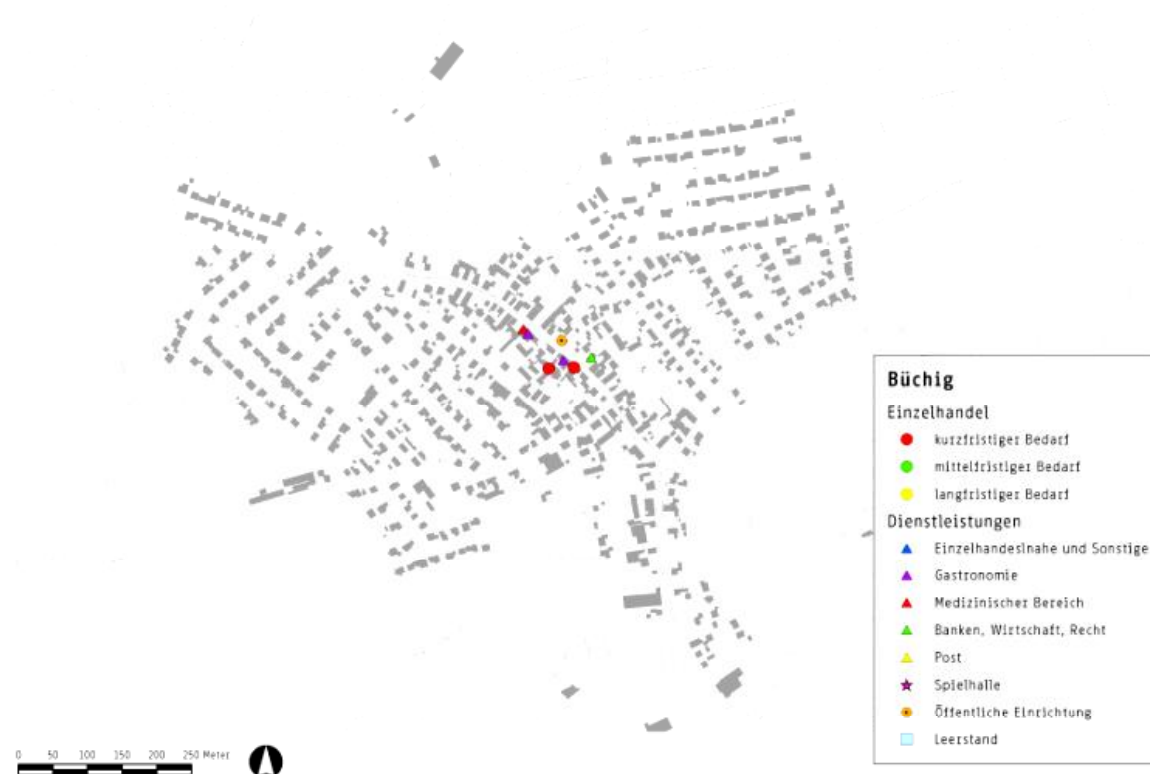 Büchig
Einzelhandel
kurzfristiger Bedarf
mittelfristiger Bedarf
langfristiger Bedarf
Dienstleistungen
Einzelhandeslnahe und Sonstige
Gastronomie
Medizinischer Bereich
Banken, Wirtschaft, Recht
Post
Spielhalle
Öffentliche Einrichtung
Leerstand
0 50 100 150 200 250 Meter